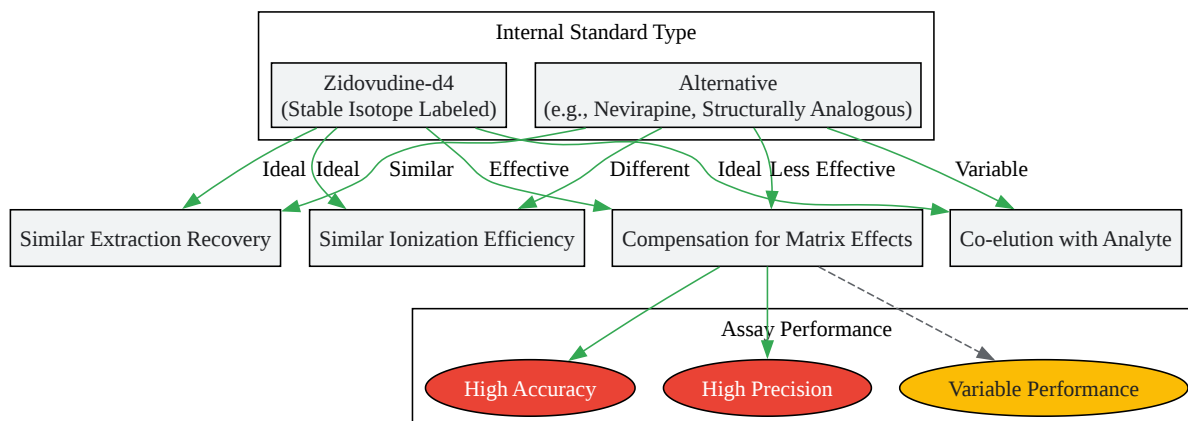 Internal Standard Type
Zidovudine-d4
(Stable Isotope Labeled)
Alternative
(e.g., Nevirapine, Structurally Analogous)
Ideal
Ideal
Similar
Effective
Different
Ideal
Less Effective
Variable
Similar Extraction Recovery
Similar Ionization Efficiency
Compensation for Matrix Effects
Co-elution with Analyte
Assay Performance
High Accuracy
High Precision
Variable Performance